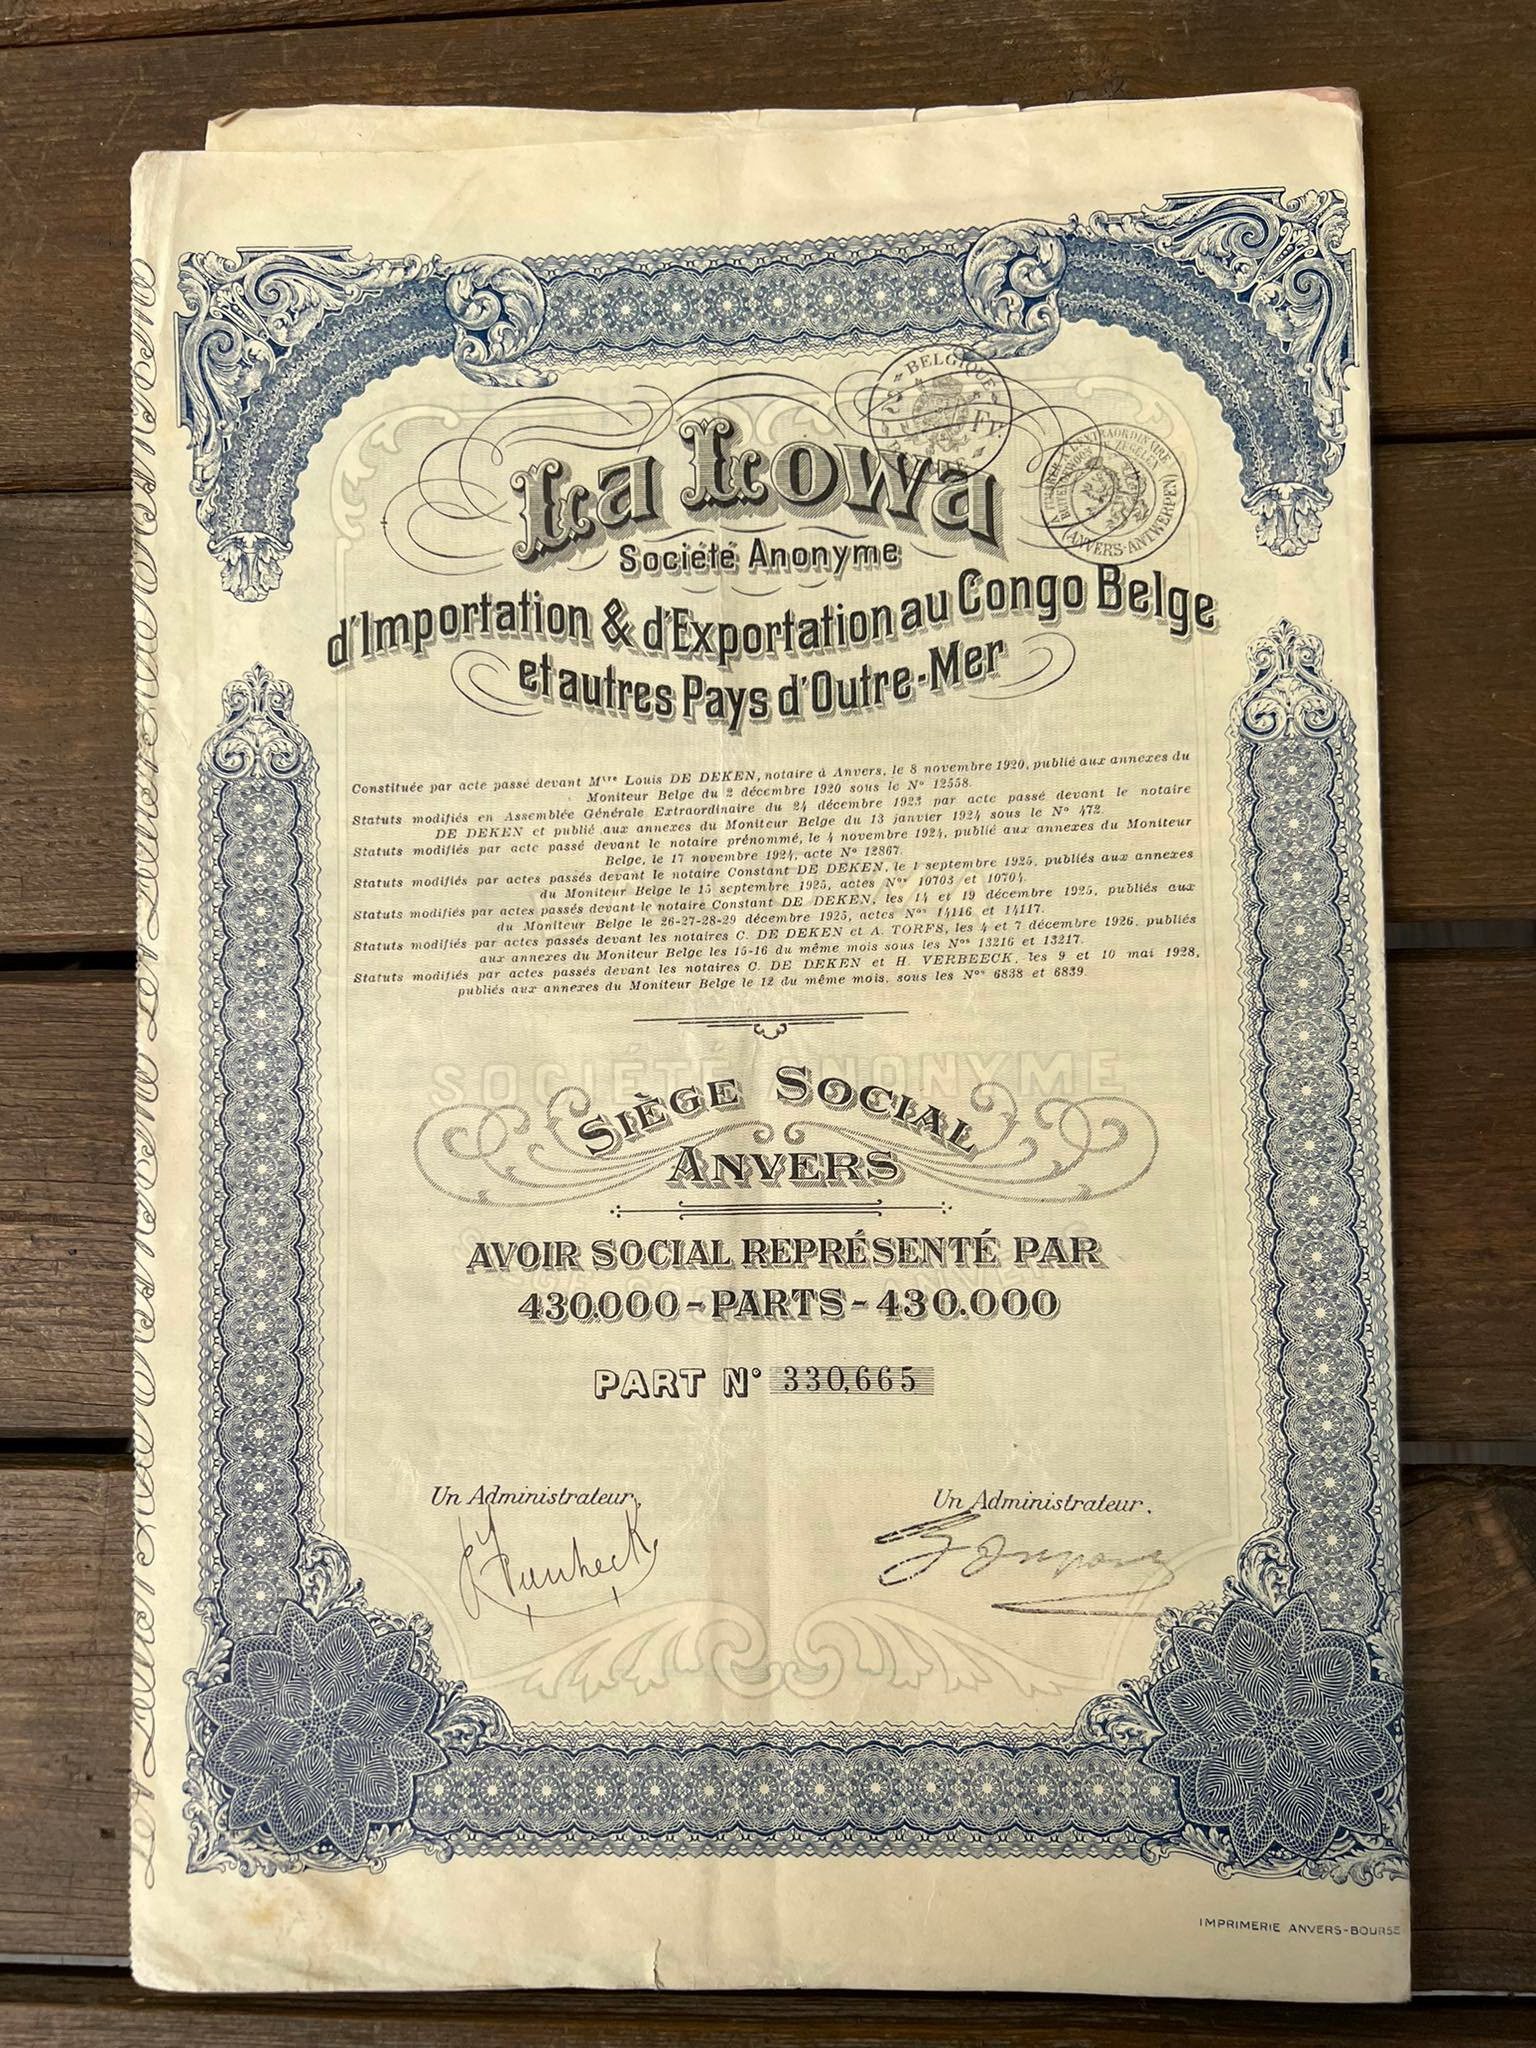 La Lowa
Société Anonyme
d'Importation & d'Exportation au Congo Belge
et autres Pays d'Outre-Mer
BELGIQUE
2 Fr.
EXTRAORDINAIRE
ZEGELEN
ANVERS-ANTWERPEN
Constituée par acte passé devant Mtre Louis DE DEKEN, notaire à Anvers, le 8 novembre 1920, publié aux annexes du
Moniteur Belge du 2 décembre 1920 sous le No 12558.
Statuts modifiés en Assemblée Générale Extraordinaire du 24 décembre 1923 par acte passé devant le notaire
DE DEKEN et publié aux annexes du Moniteur Belge du 13 janvier 1924 sous le No 472.
Statuts modifiés par acte passé devant le notaire prénommé, le 4 novembre 1924, publié aux annexes du Moniteur
Belge, le 17 novembre 1924, acte No 12867.
Statuts modifiés par actes passés devant le notaire Constant DE DEKEN, le 1 septembre 1925, publiés aux annexes
du Moniteur Belge le 15 septembre 1925, actes Nos 10703 et 10704.
Statuts modifiés par actes passés devant le notaire Constant DE DEKEN, les 14 et 19 décembre 1925, publiés aux
du Moniteur Belge le 26-27-28-29 décembre 1925, actes Nos 14116 et 14117.
Statuts modifiés par actes passés devant les notaires C. DE DEKEN et A. TORFS, les 4 et 7 décembre 1926, publiés
aux annexes du Moniteur Belge les 15-16 du même mois sous les Nos 13216 et 13217.
Statuts modifiés par actes passés devant les notaires C. DE DEKEN et H. VERBEECK, les 9 et 10 mai 1928,
publiés aux annexes du Moniteur Belge le 12 du même mois, sous les Nos 6838 et 6839.
SOCIÉTÉ ANONYME
SIÈGE SOCIAL
ANVERS
AVOIR SOCIAL REPRÉSENTÉ PAR
430.000 - PARTS - 430.000
PART No 330,665
Un Administrateur,
Un Administrateur.
IMPRIMERIE ANVERS-BOURSE